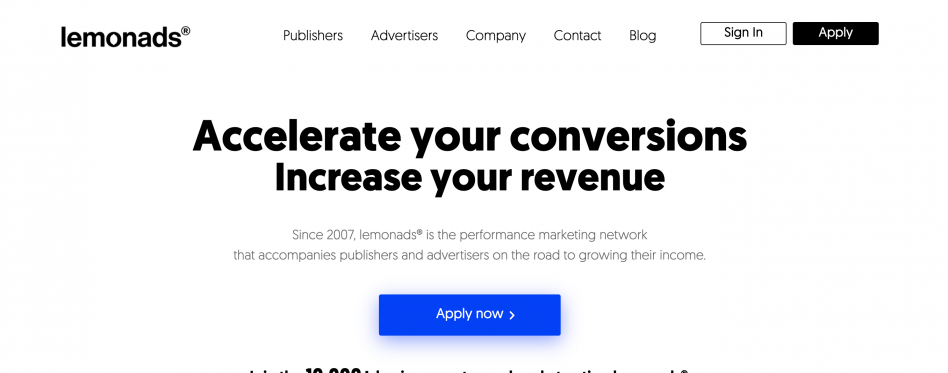 lemonads®
Publishers
Advertisers
Company
Contact
Blog
Sign In
Apply
Accelerate your conversions
Increase your revenue
Since 2007, lemonads® is the performance marketing network
that accompanies publishers and advertisers on the road to growing their income.
Apply now ›